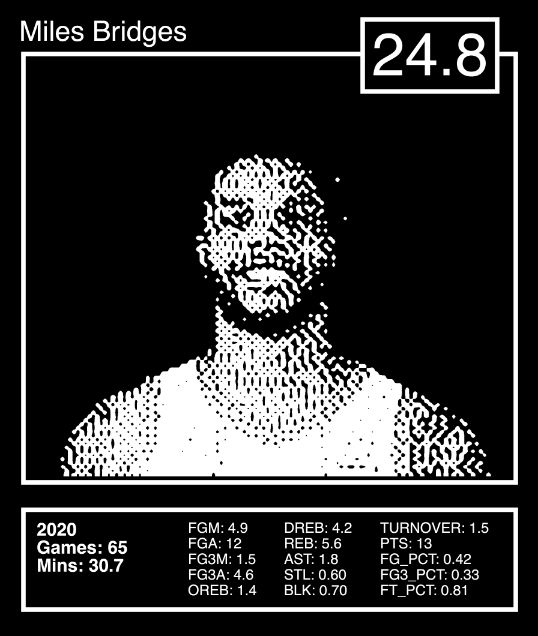 Miles Bridges
24.8
2020
Games: 65
Mins: 30.7
FGM: 4.9
FGA: 12
FG3M: 1.5
FG3A: 4.6
OREB: 1.4
DREB: 4.2
REB: 5.6
AST: 1.8
STL: 0.60
BLK: 0.70
TURNOVER: 1.5
PTS: 13
FG_PCT: 0.42
FG3_PCT: 0.33
FT_PCT: 0.81